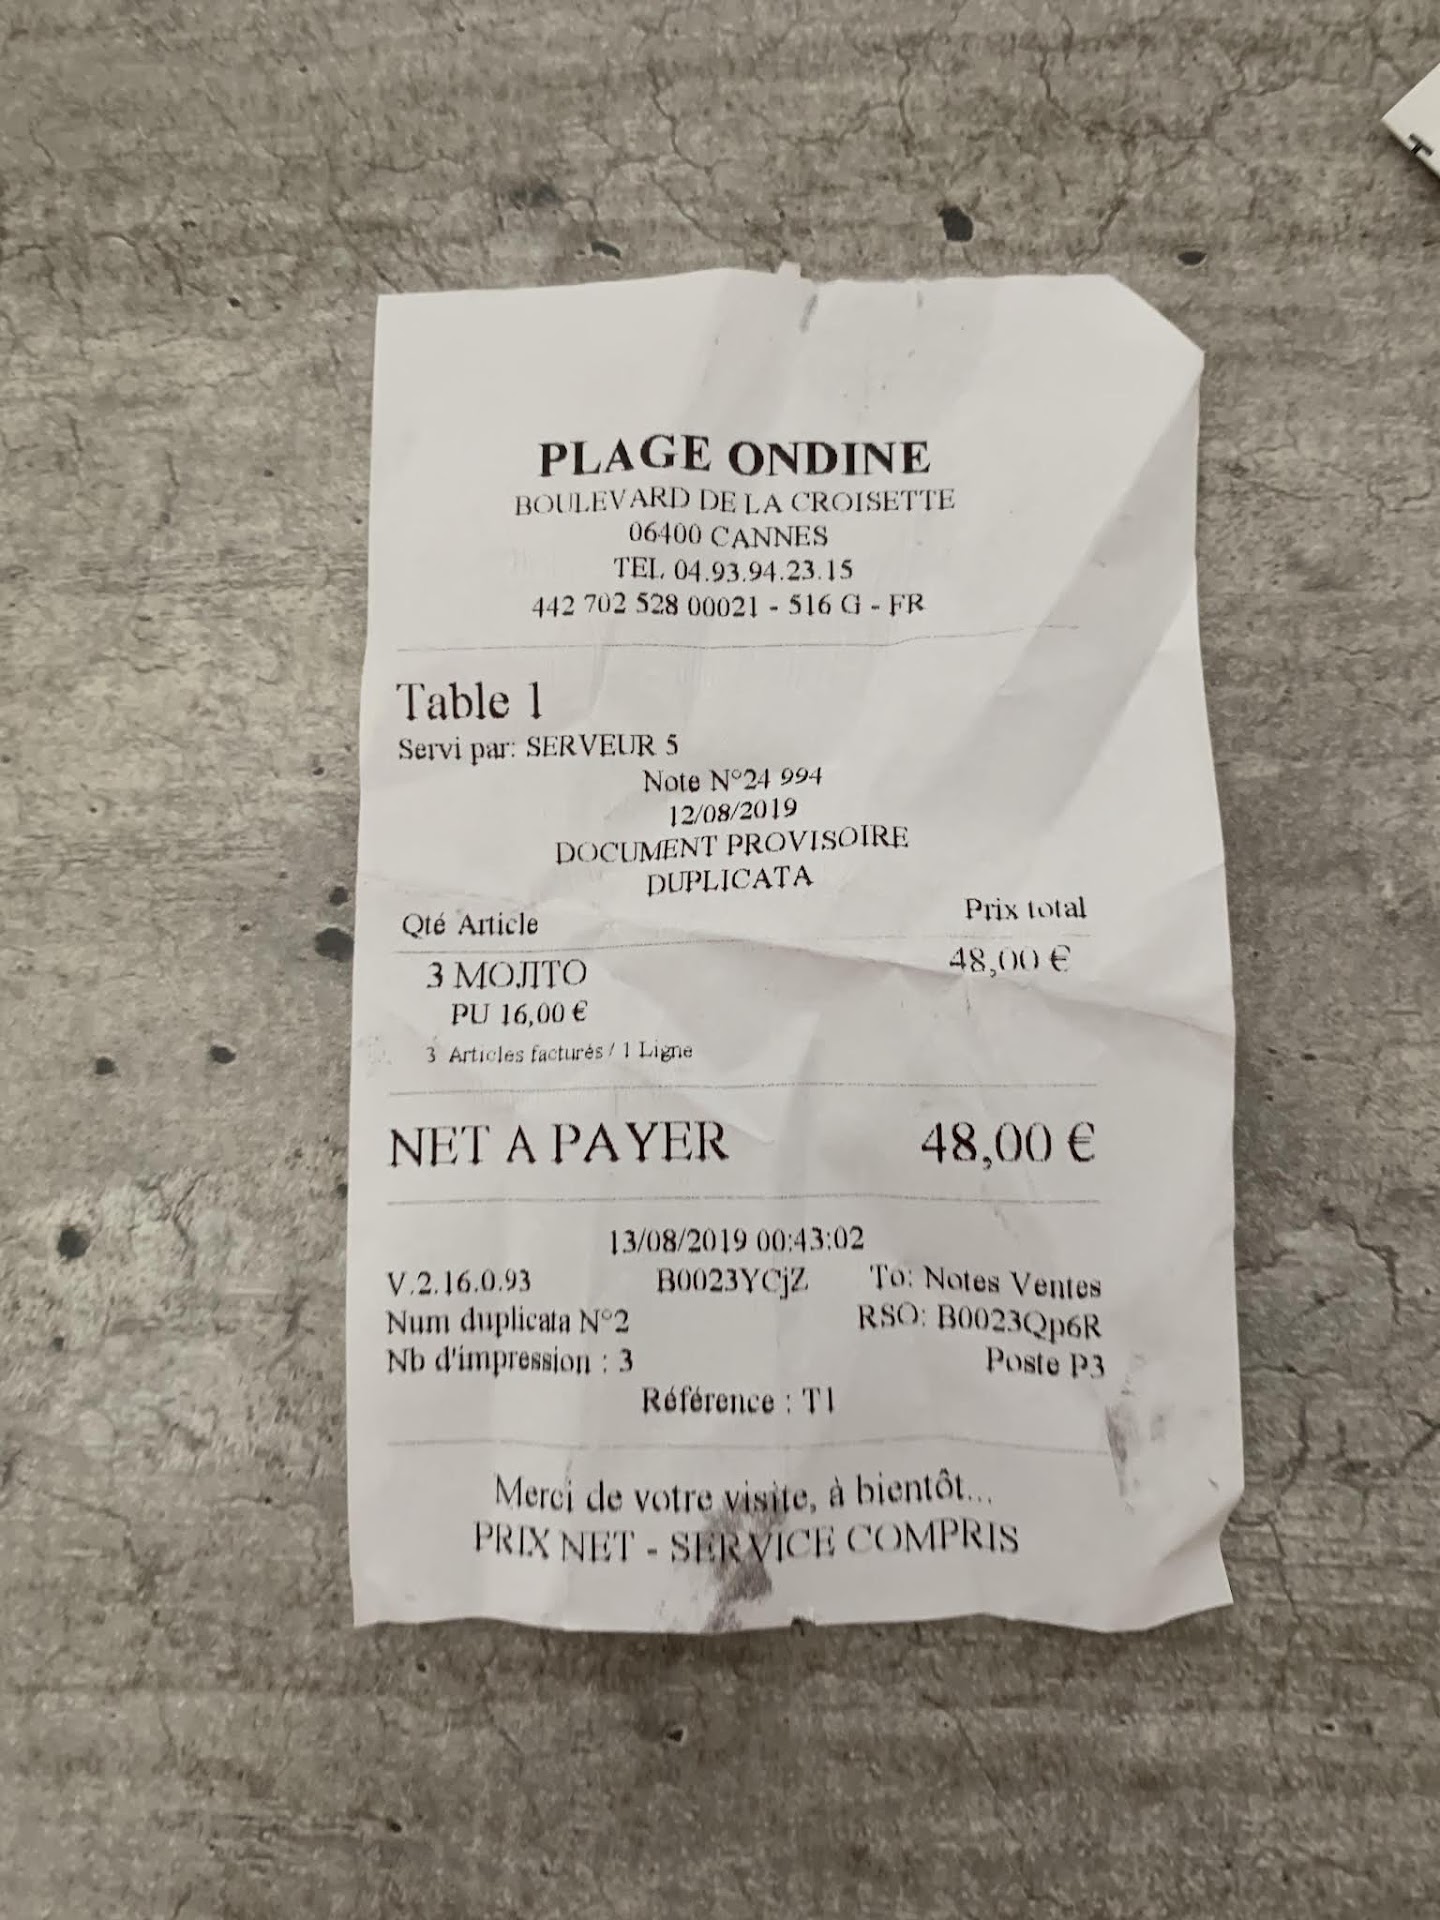 PLAGE ONDINE
BOULEVARD DE LA CROISETTE
06400 CANNES
TEL 04.93.94.23.15
442 702 528 00021 - 516 G - FR
Table 1
Servi par: SERVEUR 5
Note N°24 994
12/08/2019
DOCUMENT PROVISOIRE
DUPLICATA
Qté Article Prix total
3 MOJITO 48,00 €
PU 16,00 €
3 Articles facturés / 1 Ligne
NET A PAYER 48,00 €
13/08/2019 00:43:02
V.2.16.0.93 B0023YCjZ To: Notes Ventes
Num duplicata N°2 RSO: B0023Qp6R
Nb d'impression : 3 Poste P3
Référence : T1
Merci de votre visite, à bientôt...
PRIX NET - SERVICE COMPRIS